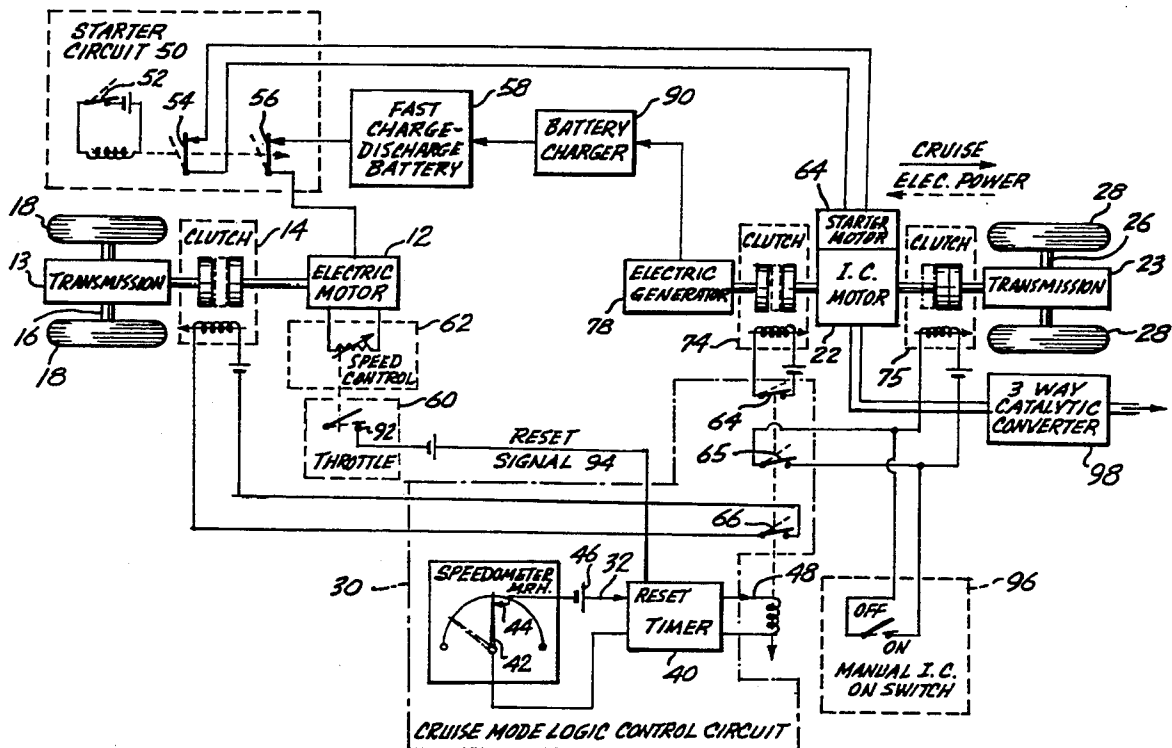 STARTER
CIRCUIT 50
52
54
56
58
FAST
CHARGE-
DISCHARGE
BATTERY
90
BATTERY
CHARGER
CRUISE
ELEC. POWER
64
STARTER
MOTOR
I.C.
MOTOR
22
18
13
TRANSMISSION
16
18
CLUTCH
14
12
ELECTRIC
MOTOR
62
SPEED
CONTROL
60
92
THROTTLE
RESET
SIGNAL 94
ELECTRIC
GENERATOR
78
CLUTCH
74
CLUTCH
75
28
26
23
TRANSMISSION
28
3 WAY
CATALYTIC
CONVERTER
98
64
65
66
30
SPEEDOMETER
M.P.H.
44
42
46
32
RESET
TIMER
40
48
96
OFF
ON
MANUAL I.C.
ON SWITCH
CRUISE MODE LOGIC CONTROL CIRCUIT